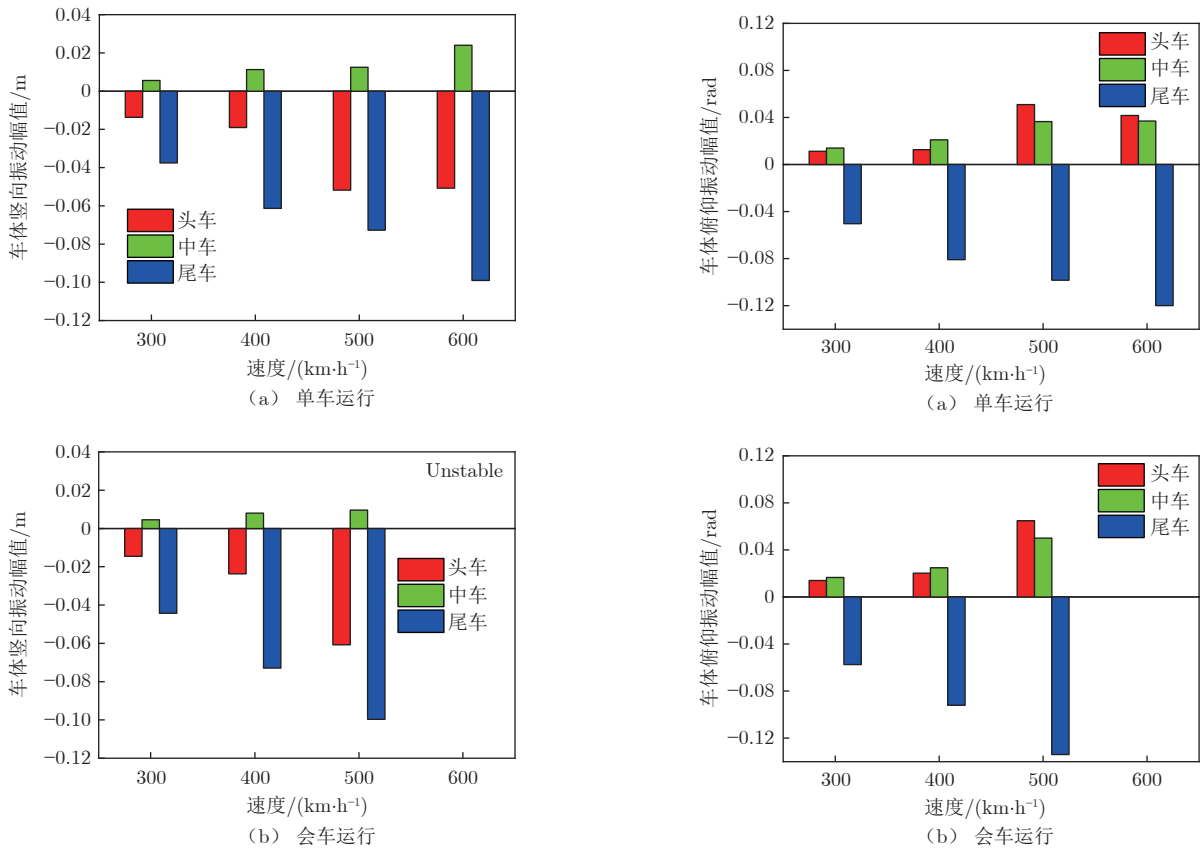 0.04
0.02
0
−0.02
−0.04
−0.06
−0.08
−0.10
−0.12
车体竖向振动幅值/m
头车
中车
尾车
300 400 500 600
速度/(km·h⁻¹)
（a） 单车运行
0.12
0.08
0.04
0
−0.04
−0.08
−0.12
车体俯仰振动幅值/rad
头车
中车
尾车
300 400 500 600
速度/(km·h⁻¹)
（a） 单车运行
0.04
0.02
0
−0.02
−0.04
−0.06
−0.08
−0.10
−0.12
车体竖向振动幅值/m
Unstable
头车
中车
尾车
300 400 500 600
速度/(km·h⁻¹)
（b） 会车运行
0.12
0.08
0.04
0
−0.04
−0.08
−0.12
车体俯仰振动幅值/rad
头车
中车
尾车
300 400 500 600
速度/(km·h⁻¹)
（b） 会车运行